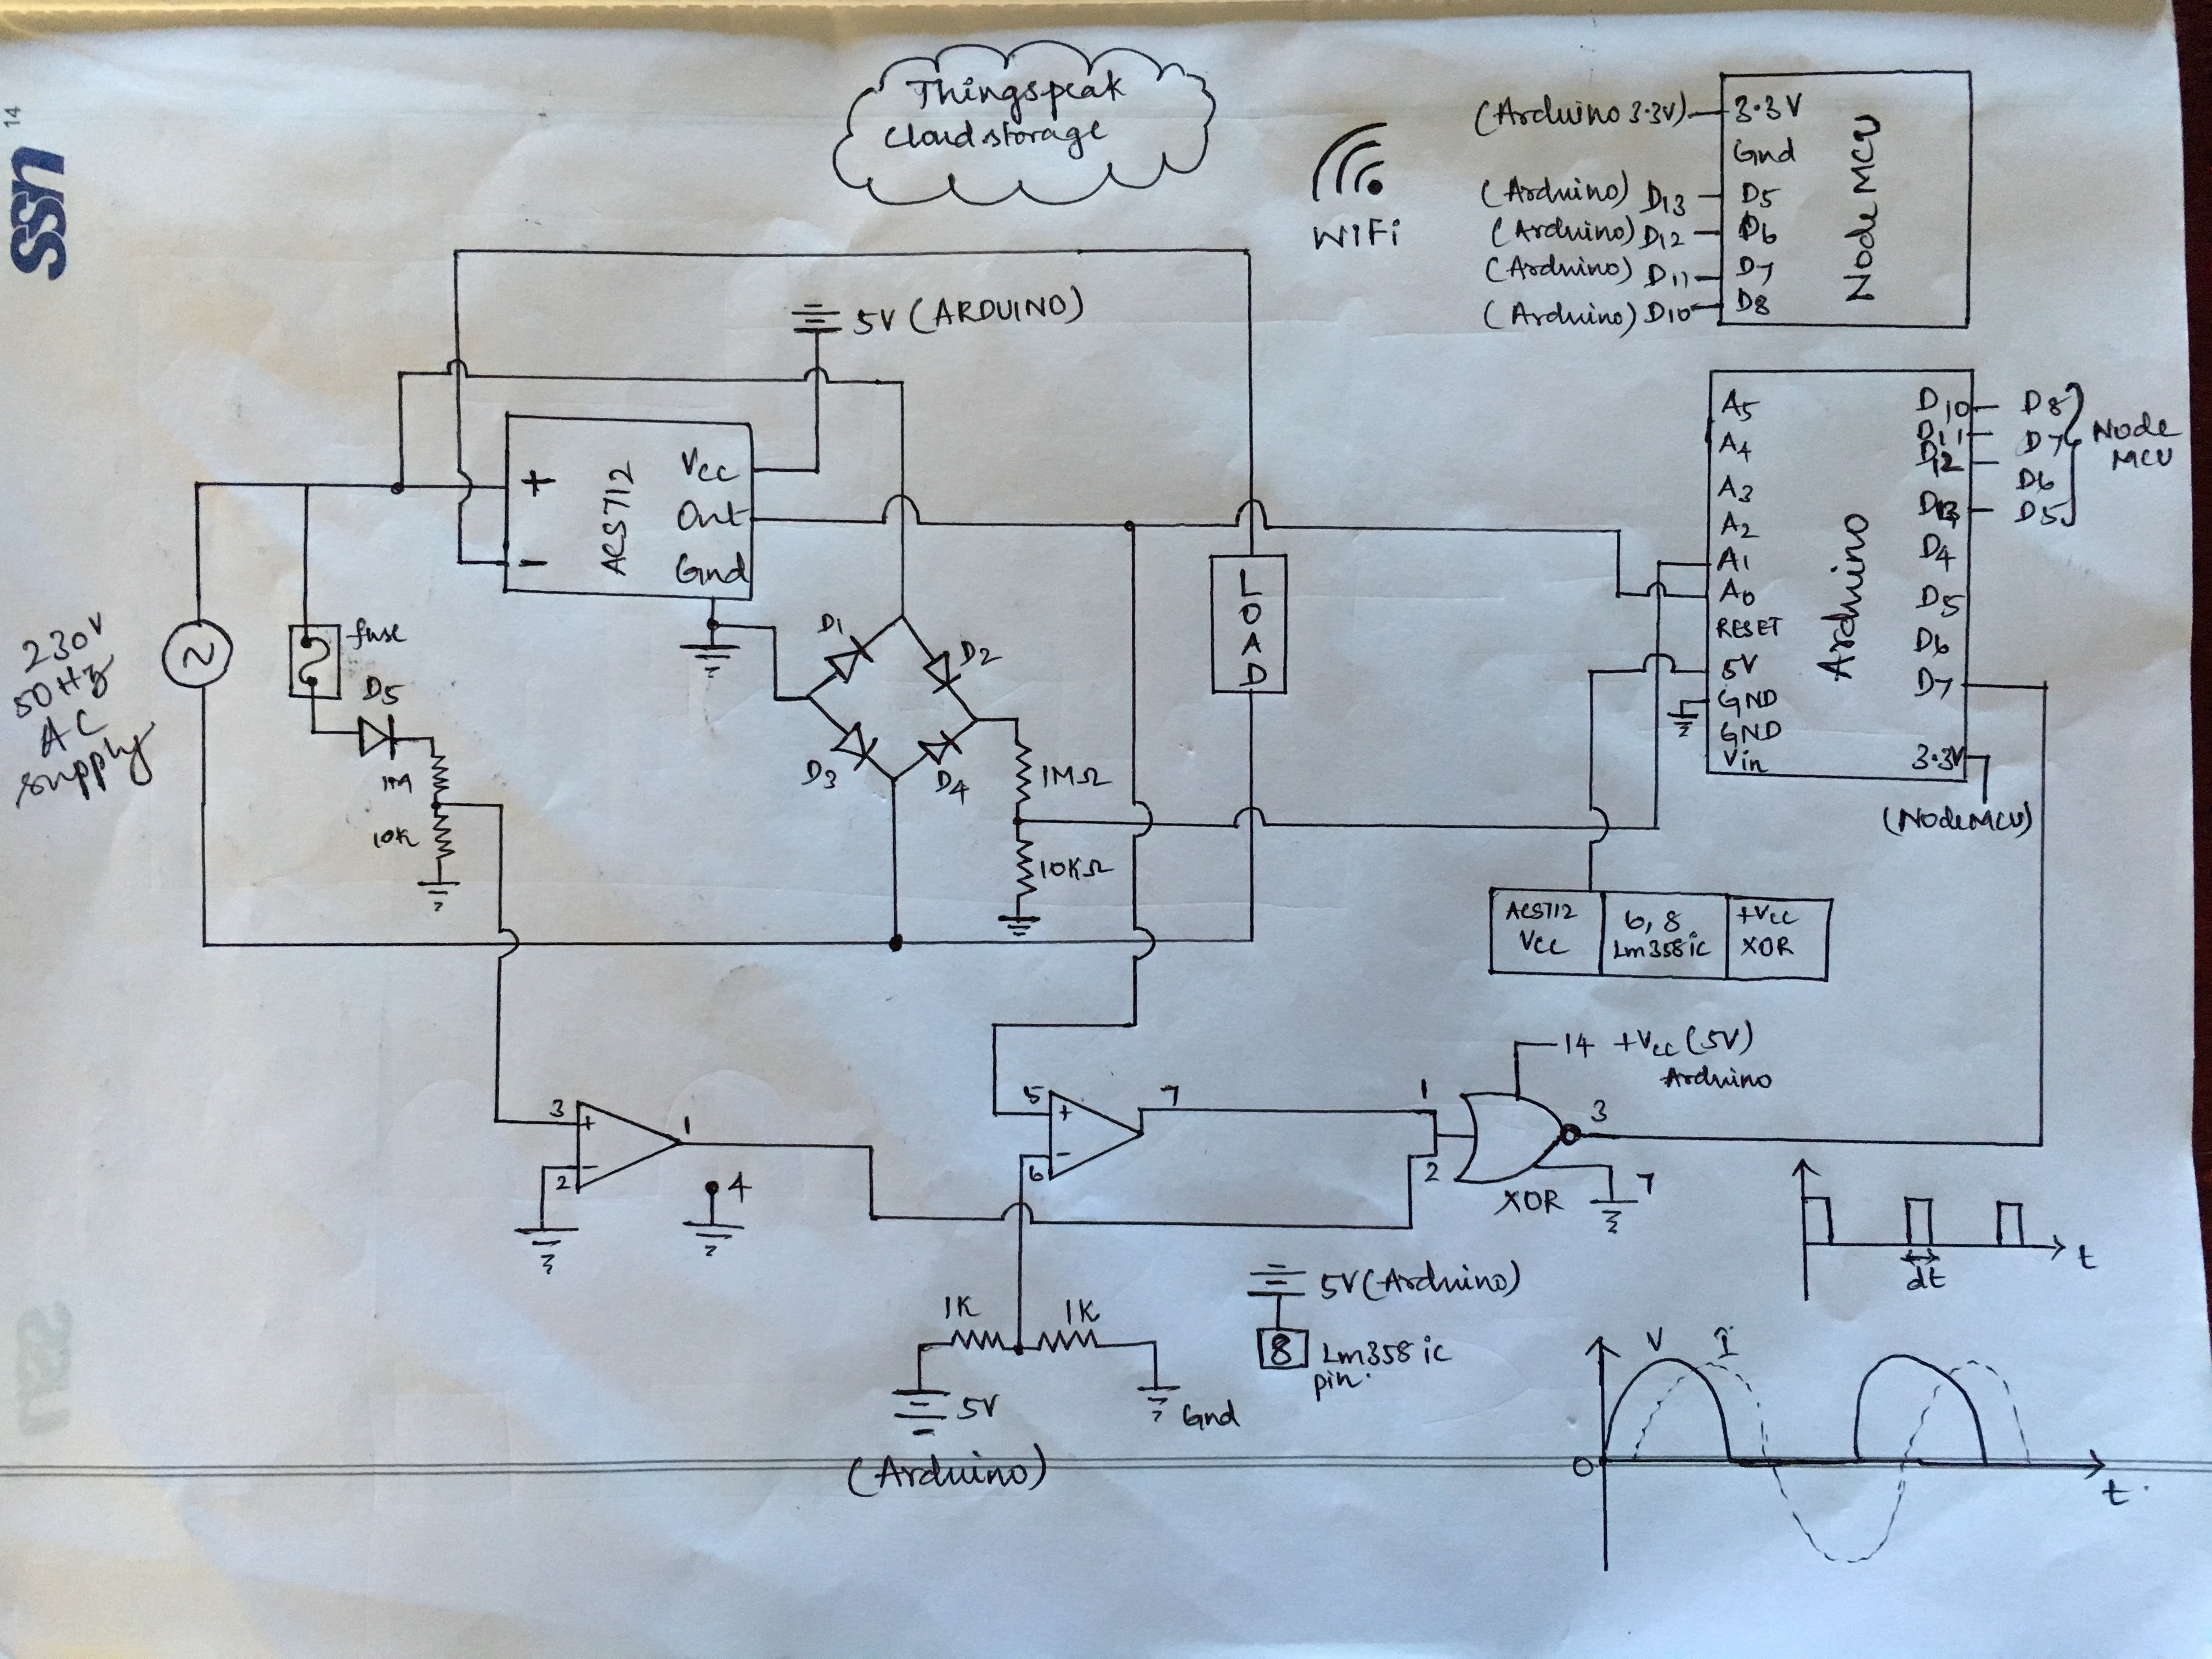 ssn
14
230V
50Hz
AC
supply
fuse
D5
1M
10K
+
-
ACS712
Vcc
Out
Gnd
5V (ARDUINO)
Thingspeak
cloud storage
D1
D2
D3
D4
1MΩ
10KΩ
3
+
2
-
1
4
5
+
6
-
7
1K
1K
5V
(Arduino)
Gnd
8
Lm358 ic
pin.
5V (Arduino)
LOAD
WiFi
1
2
XOR
14 +Vcc (5V)
Arduino
3
7
ACS712
Vcc
6, 8
Lm358 ic
+Vcc
XOR
(Arduino 3.3V)
(Arduino) D13
(Arduino) D12
(Arduino) D11
(Arduino) D10
3.3V
Gnd
D5
D6
D7
D8
Node MCU
A5
A4
A3
A2
A1
A0
RESET
5V
GND
GND
Vin
Arduino
D10
D11
D12
D13
D4
D5
D6
D7
3.3V
(NodeMCU)
D8
D7
D6
D5
Node
MCU
0
V
I
t
dt
t